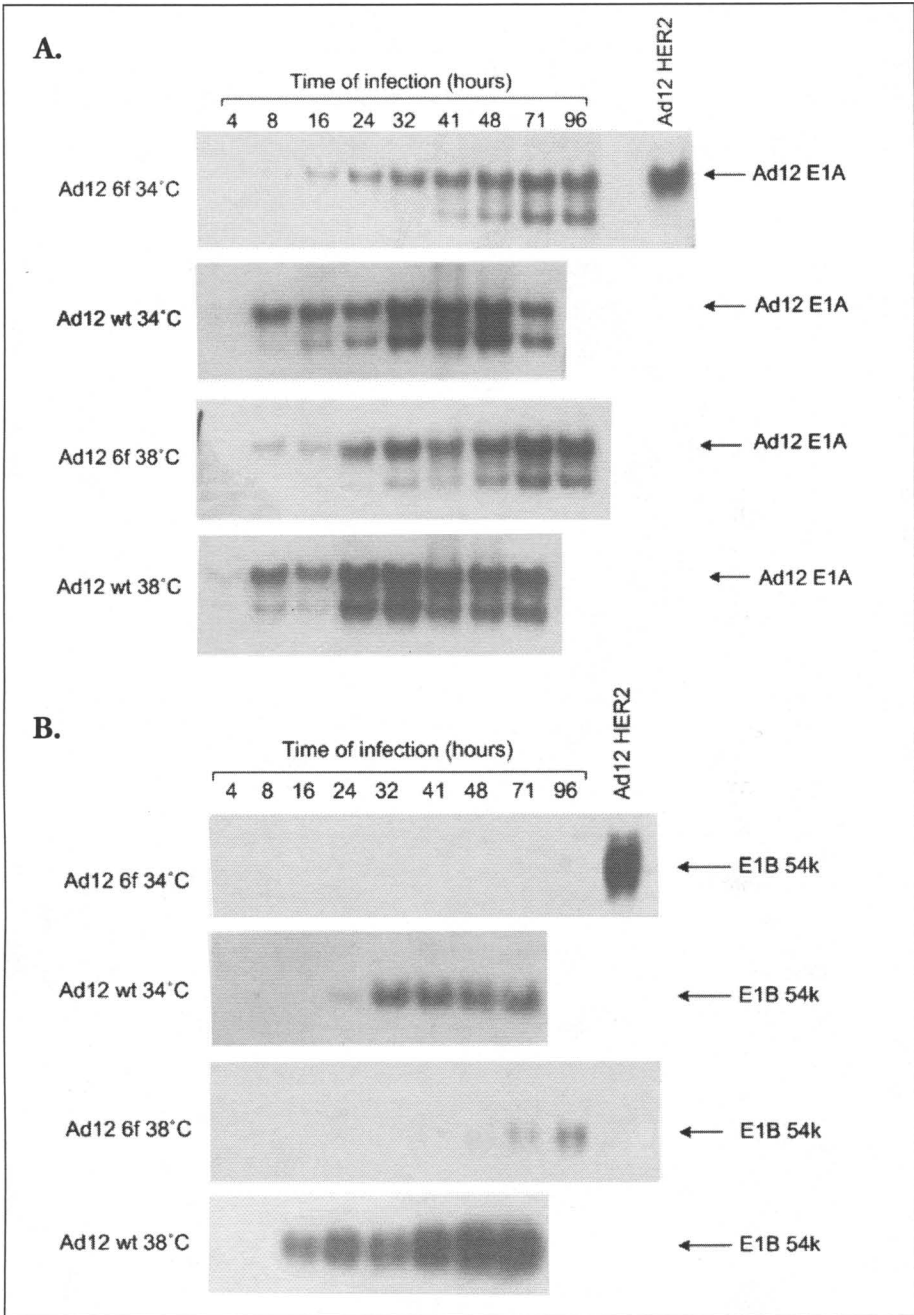 A.
Time of infection (hours)
4 8 16 24 32 41 48 71 96
Ad12 HER2
Ad12 6f 34°C
Ad12 E1A
Ad12 wt 34°C
Ad12 E1A
Ad12 6f 38°C
Ad12 E1A
Ad12 wt 38°C
Ad12 E1A
B.
Time of infection (hours)
4 8 16 24 32 41 48 71 96
Ad12 HER2
Ad12 6f 34°C
E1B 54k
Ad12 wt 34°C
E1B 54k
Ad12 6f 38°C
E1B 54k
Ad12 wt 38°C
E1B 54k